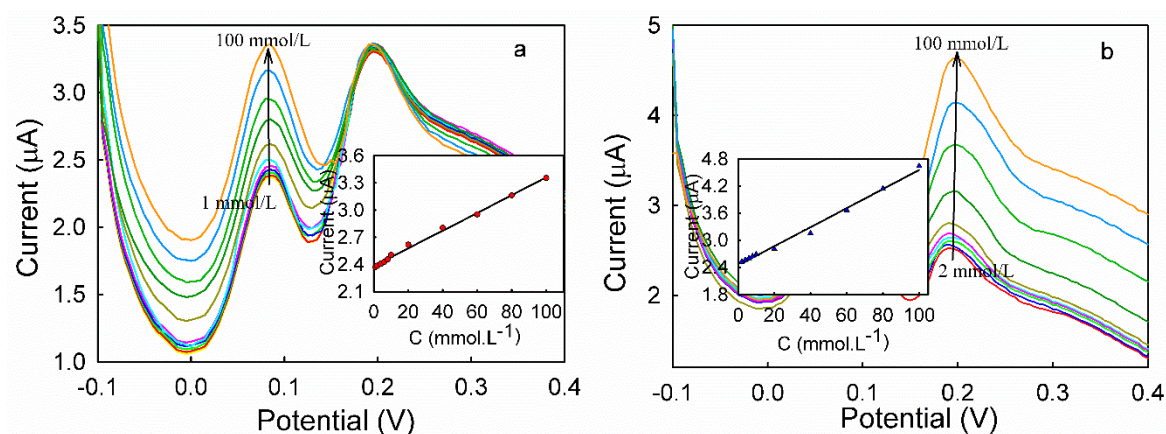 a
100 mmol/L
1 mmol/L
Current (μA)
3.5
3.0
2.5
2.0
1.5
1.0
-0.1
0.0
0.1
0.2
0.3
0.4
Potential (V)
Current (μA)
3.6
3.3
3.0
2.7
2.4
2.1
0 20 40 60 80 100
C (mmol.L⁻¹)
b
100 mmol/L
2 mmol/L
Current (μA)
5
4
3
2
-0.1
0.0
0.1
0.2
0.3
0.4
Potential (V)
Current (μA)
4.8
4.2
3.6
3.0
2.4
1.8
0 20 40 60 80 100
C (mmol.L⁻¹)